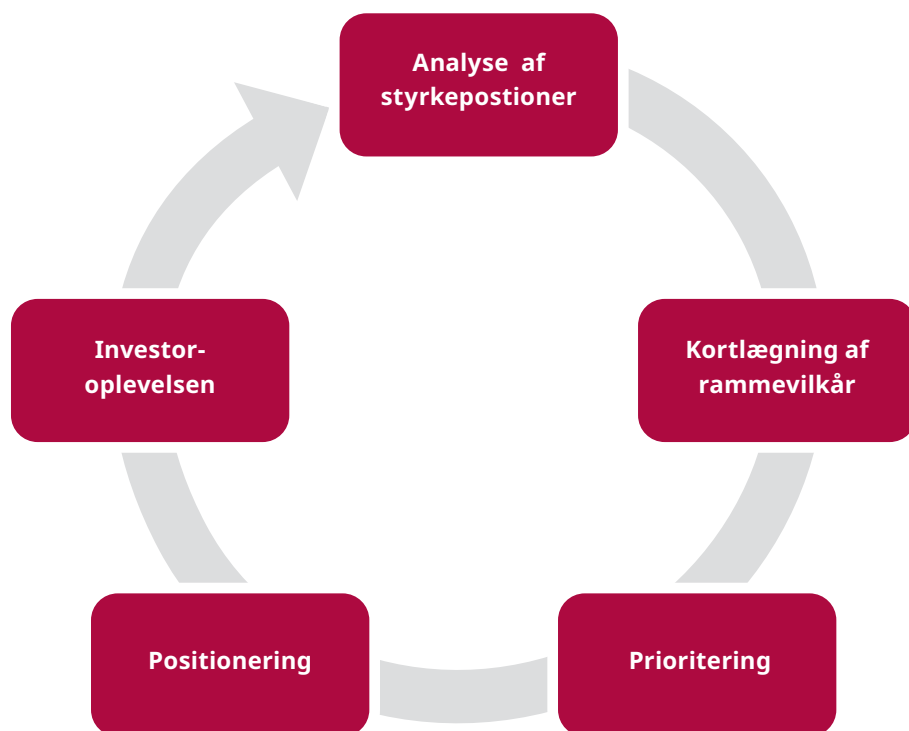 Analyse af
styrkepostioner
Kortlægning af
rammevilkår
Prioritering
Positionering
Investor-
oplevelsen